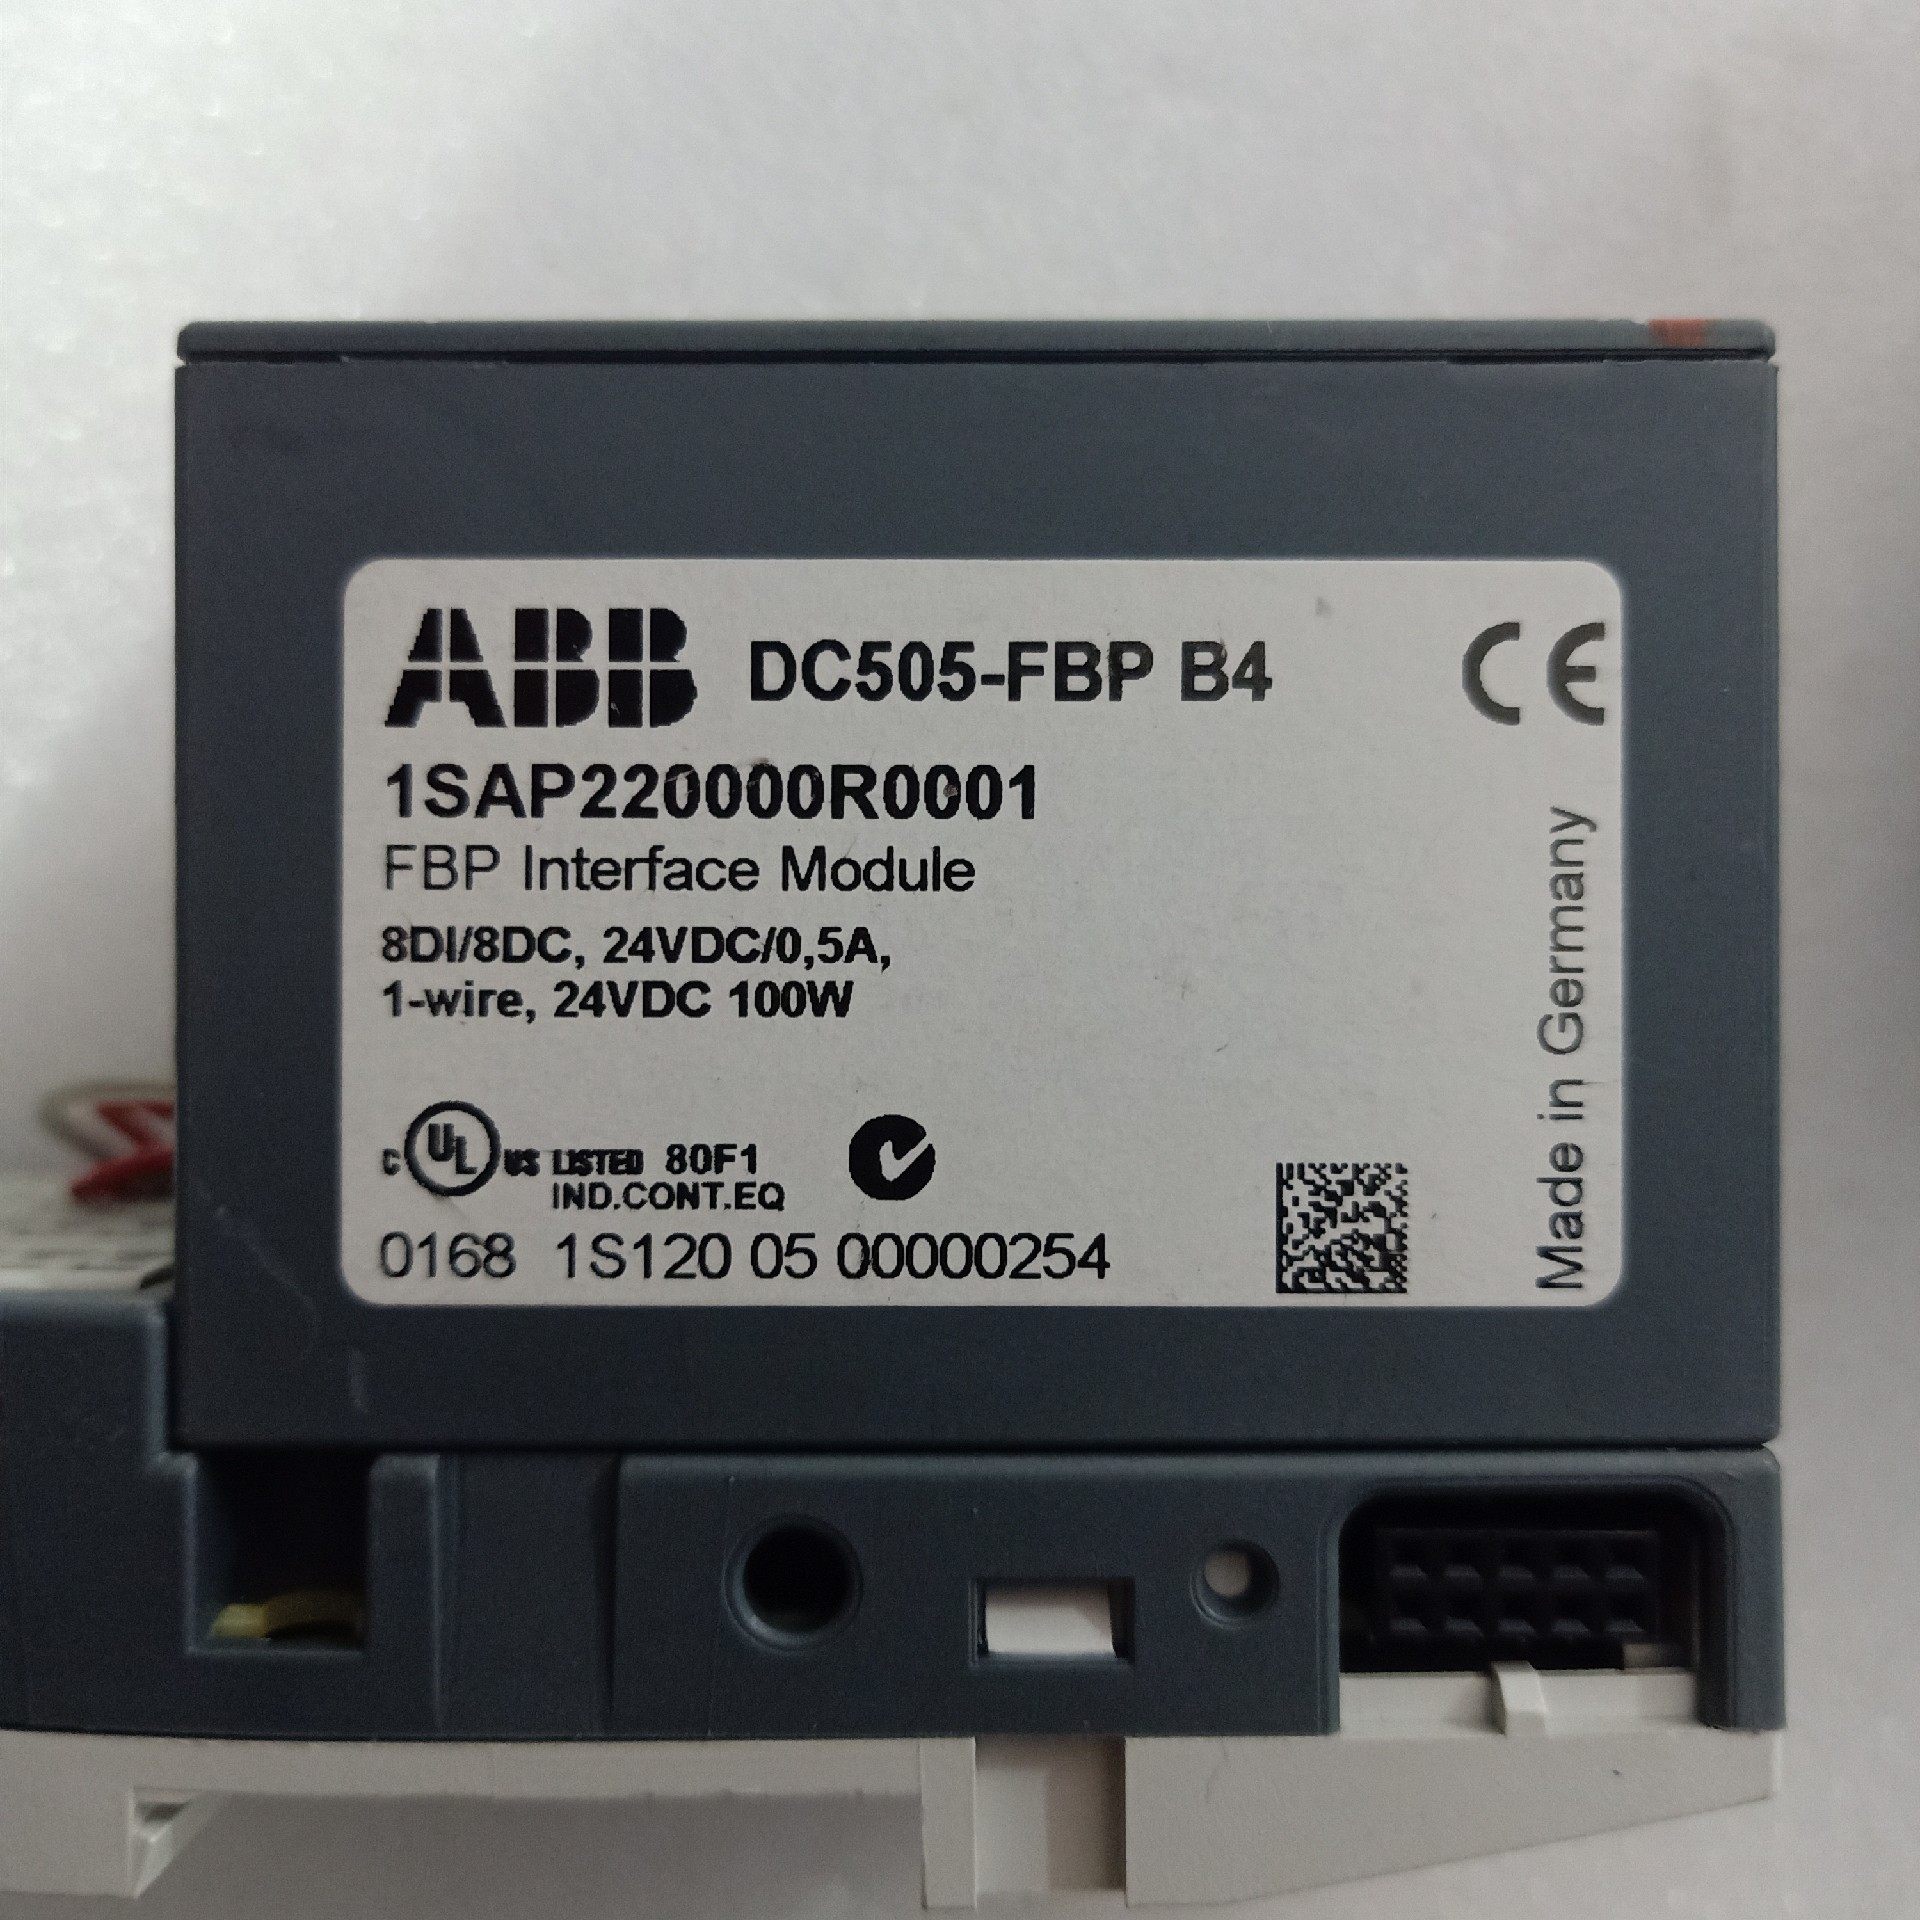 ABB DC505-FBP B4 CE
1SAP220000R0001
FBP Interface Module
8DI/8DC, 24VDC/0,5A,
1-wire, 24VDC 100W
C UL US LISTED 80F1
IND.CONT.EQ
0168 1S120 05 00000254
Made in Germany